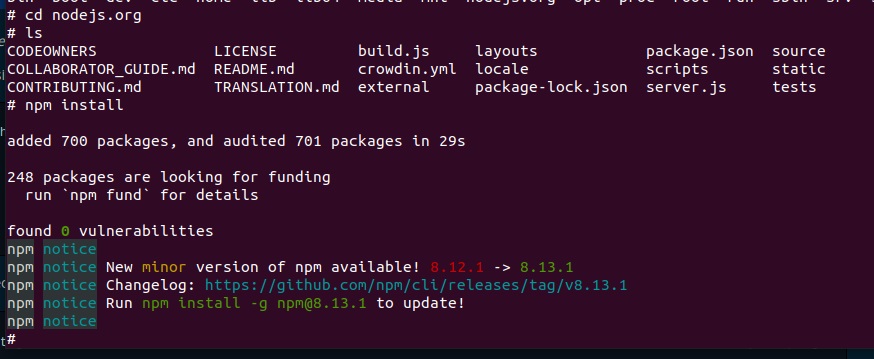 # cd nodejs.org
# ls
CODEOWNERS LICENSE build.js layouts package.json source
COLLABORATOR_GUIDE.md README.md crowdin.yml locale scripts static
CONTRIBUTING.md TRANSLATION.md external package-lock.json server.js tests
# npm install
added 700 packages, and audited 701 packages in 29s
248 packages are looking for funding
run `npm fund` for details
found 0 vulnerabilities
npm notice
npm notice New minor version of npm available! 8.12.1 -> 8.13.1
npm notice Changelog: https://github.com/npm/cli/releases/tag/v8.13.1
npm notice Run npm install -g npm@8.13.1 to update!
npm notice
#